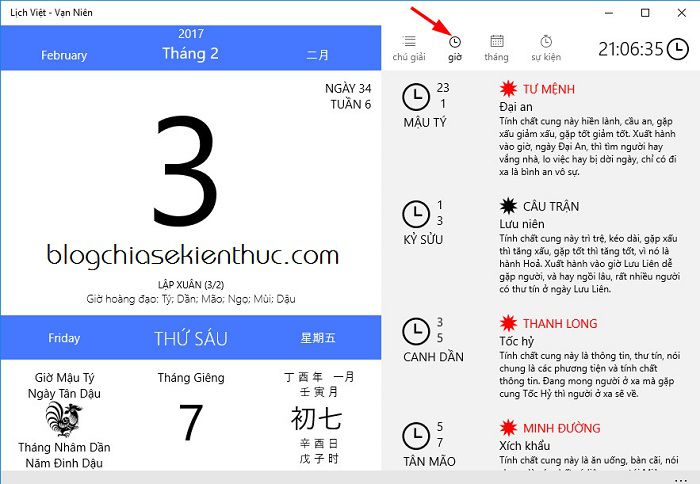 Lịch Việt - Vạn Niên
2017
February Tháng 2 二月
NGÀY 34
TUẦN 6
3
blogchiasekienthuc.com
LẬP XUÂN (3/2)
Giờ hoàng đạo: Tý; Dần; Mão; Ngọ; Mùi; Dậu
Friday THỨ SÁU 星期五
Giờ Mậu Tý
Ngày Tân Dậu
Tháng Nhâm Dần
Năm Đinh Dậu
Tháng Giêng
7
丁酉年 一月
壬寅月
初七
辛酉日
戊子时
chú giải
giờ
tháng
sự kiện
21:06:35
23
1
MẬU TÝ
TƯ MỆNH
Đại an
Tính chất cung này hiền lành, cầu an, gặp
xấu giảm xấu, gặp tốt giảm tốt. Xuất hành
vào giờ, ngày Đại An, thì tìm người hay
vắng nhà, lo việc hay bị dời ngày, chỉ có đi
xa là bình an vô sự.
1
3
KỶ SỬU
CÂU TRẬN
Lưu niên
Tính chất cung này trì trệ, kéo dài, gặp xấu
thì tăng xấu, gặp tốt thì tăng tốt, vì nó là
hành Hoả. Xuất hành vào giờ Lưu Liên dễ
gặp người, và hay ngồi lâu, rất nhiều người
có thư tín ở ngày Lưu Liên.
3
5
CANH DẦN
THANH LONG
Tốc hỷ
Tính chất cung này là thông tin, thư tín, nói
chung là các phương tiện và tính chất
thông tin. Đang mong người ở xa mà gặp
cung Tốc Hỷ thì người ở xa sẽ về.
5
7
TÂN MÃO
MINH ĐƯỜNG
Xích khẩu
Tính chất cung này là ăn uống, bàn cãi, nói